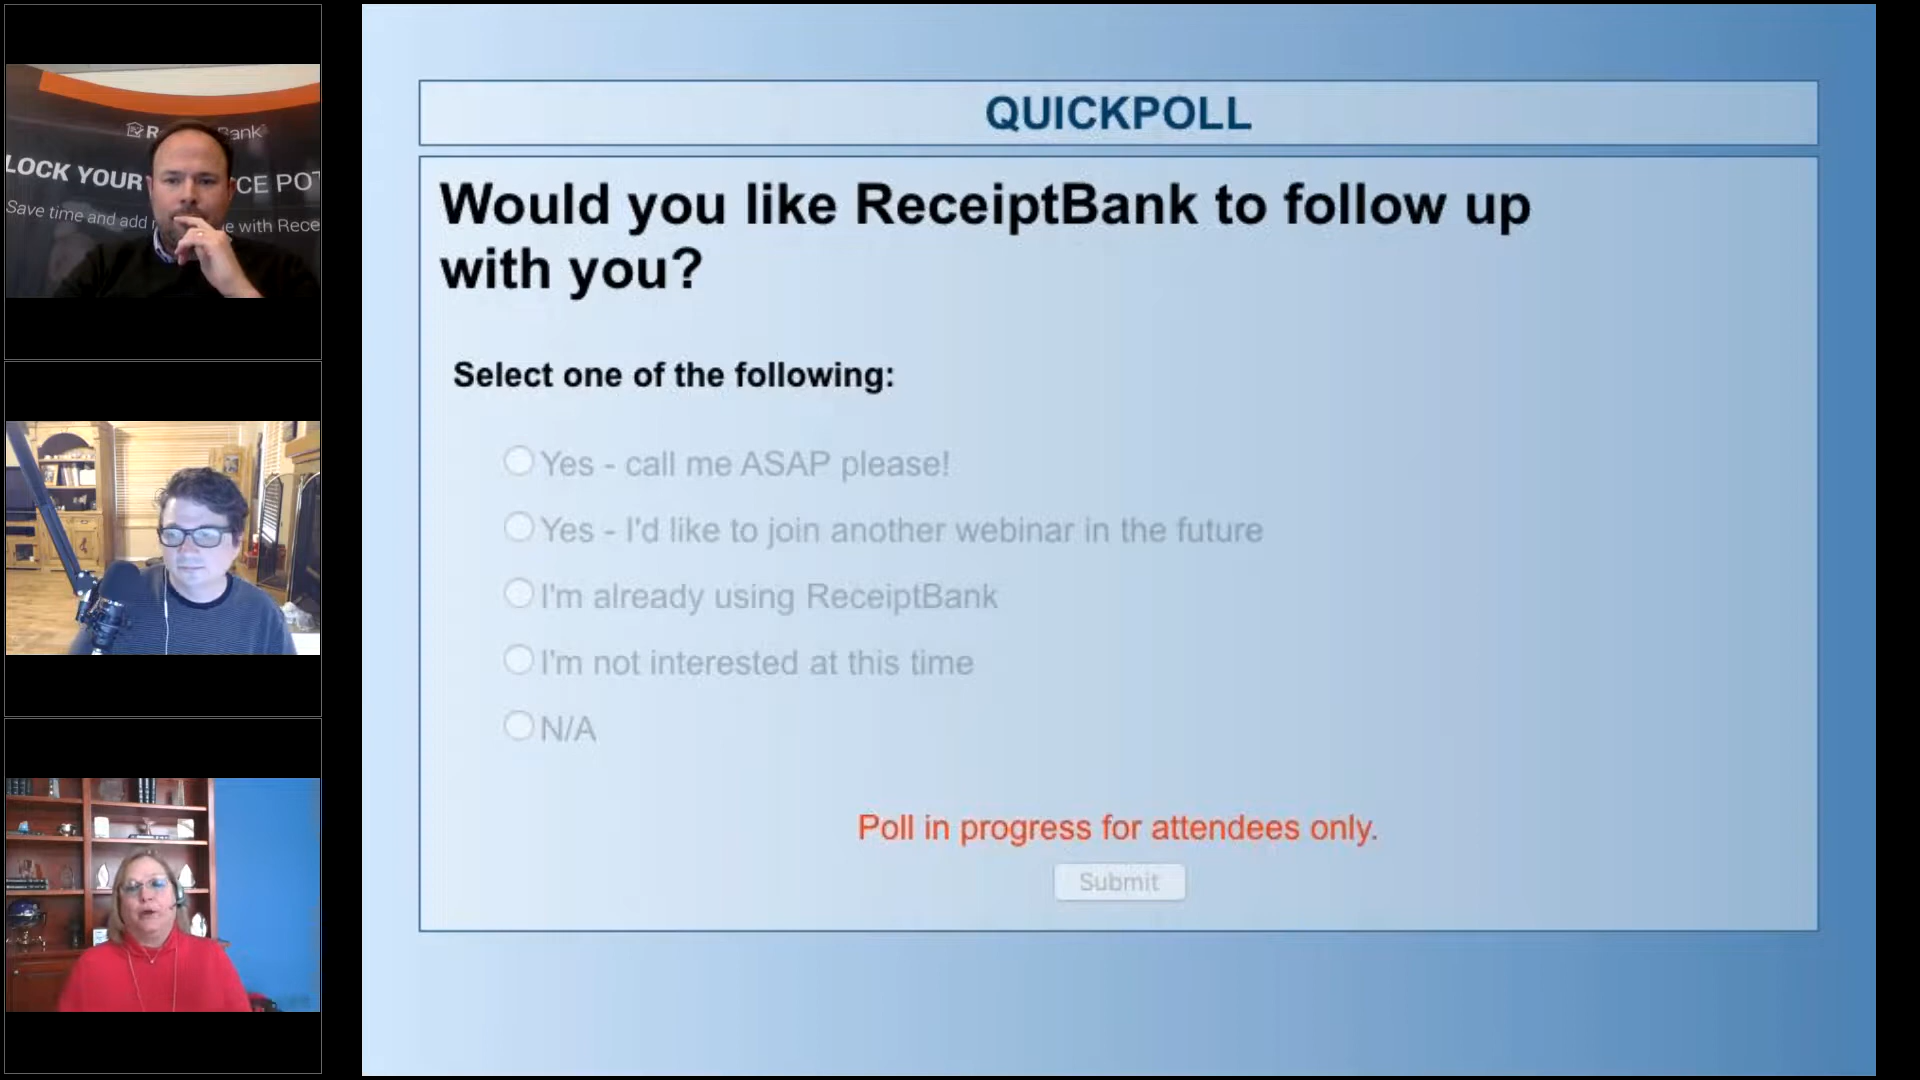 LOCK YOUR CE POT
Save time and add e with Rece
QUICKPOLL
Would you like ReceiptBank to follow up
with you?
Select one of the following:
Yes - call me ASAP please!
Yes - I'd like to join another webinar in the future
I'm already using ReceiptBank
I'm not interested at this time
N/A
Poll in progress for attendees only.
Submit